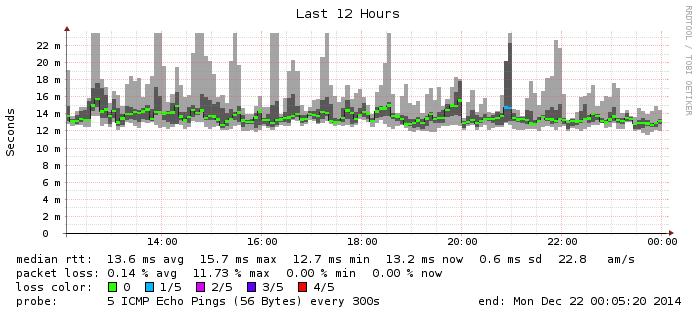 Last 12 Hours
RRDTOOL / TOBI OETIKER
Seconds
22 m
20 m
18 m
16 m
14 m
12 m
10 m
8 m
6 m
4 m
2 m
0
14:00 16:00 18:00 20:00 22:00 00:00
median rtt: 13.6 ms avg 15.7 ms max 12.7 ms min 13.2 ms now 0.6 ms sd 22.8 am/s
packet loss: 0.14 % avg 11.73 % max 0.00 % min 0.00 % now
loss color: 0 1/5 2/5 3/5 4/5
probe: 5 ICMP Echo Pings (56 Bytes) every 300s end: Mon Dec 22 00:05:20 2014